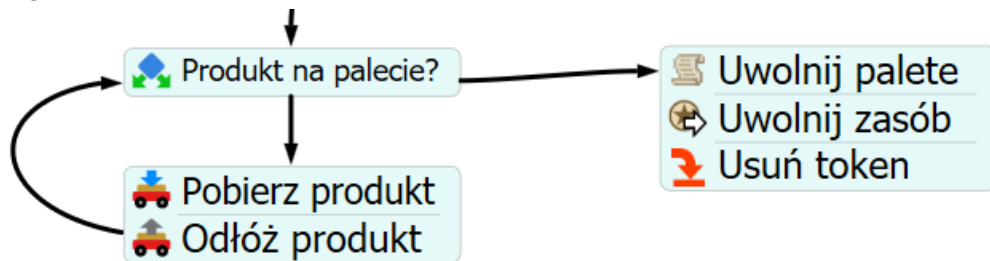 Produkt na palecie?
Uwolnij palete
Uwolnij zasób
Usuń token
Pobierz produkt
Odłóż produkt